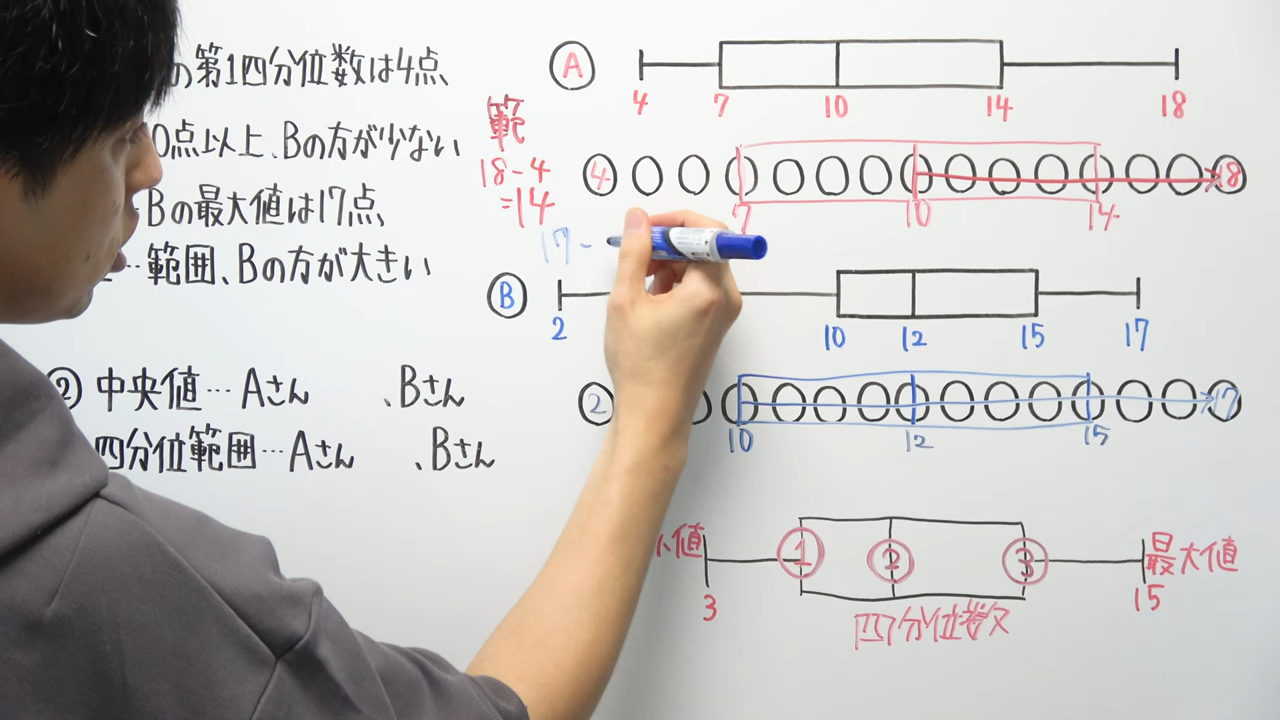 の第1四分位数は4点、
0点以上、Bの方が少ない
Bの最大値は17点、
…範囲、Bの方が大きい
② 中央値…Aさん 、Bさん
四分位範囲…Aさん 、Bさん
A
4 7 10 14 18
範
18-4
=14
4 18
7 10 14
17-
B
2 10 12 15 17
2 17
10 12 15
値 ① ② ③ 最大値
3 15
四分位数